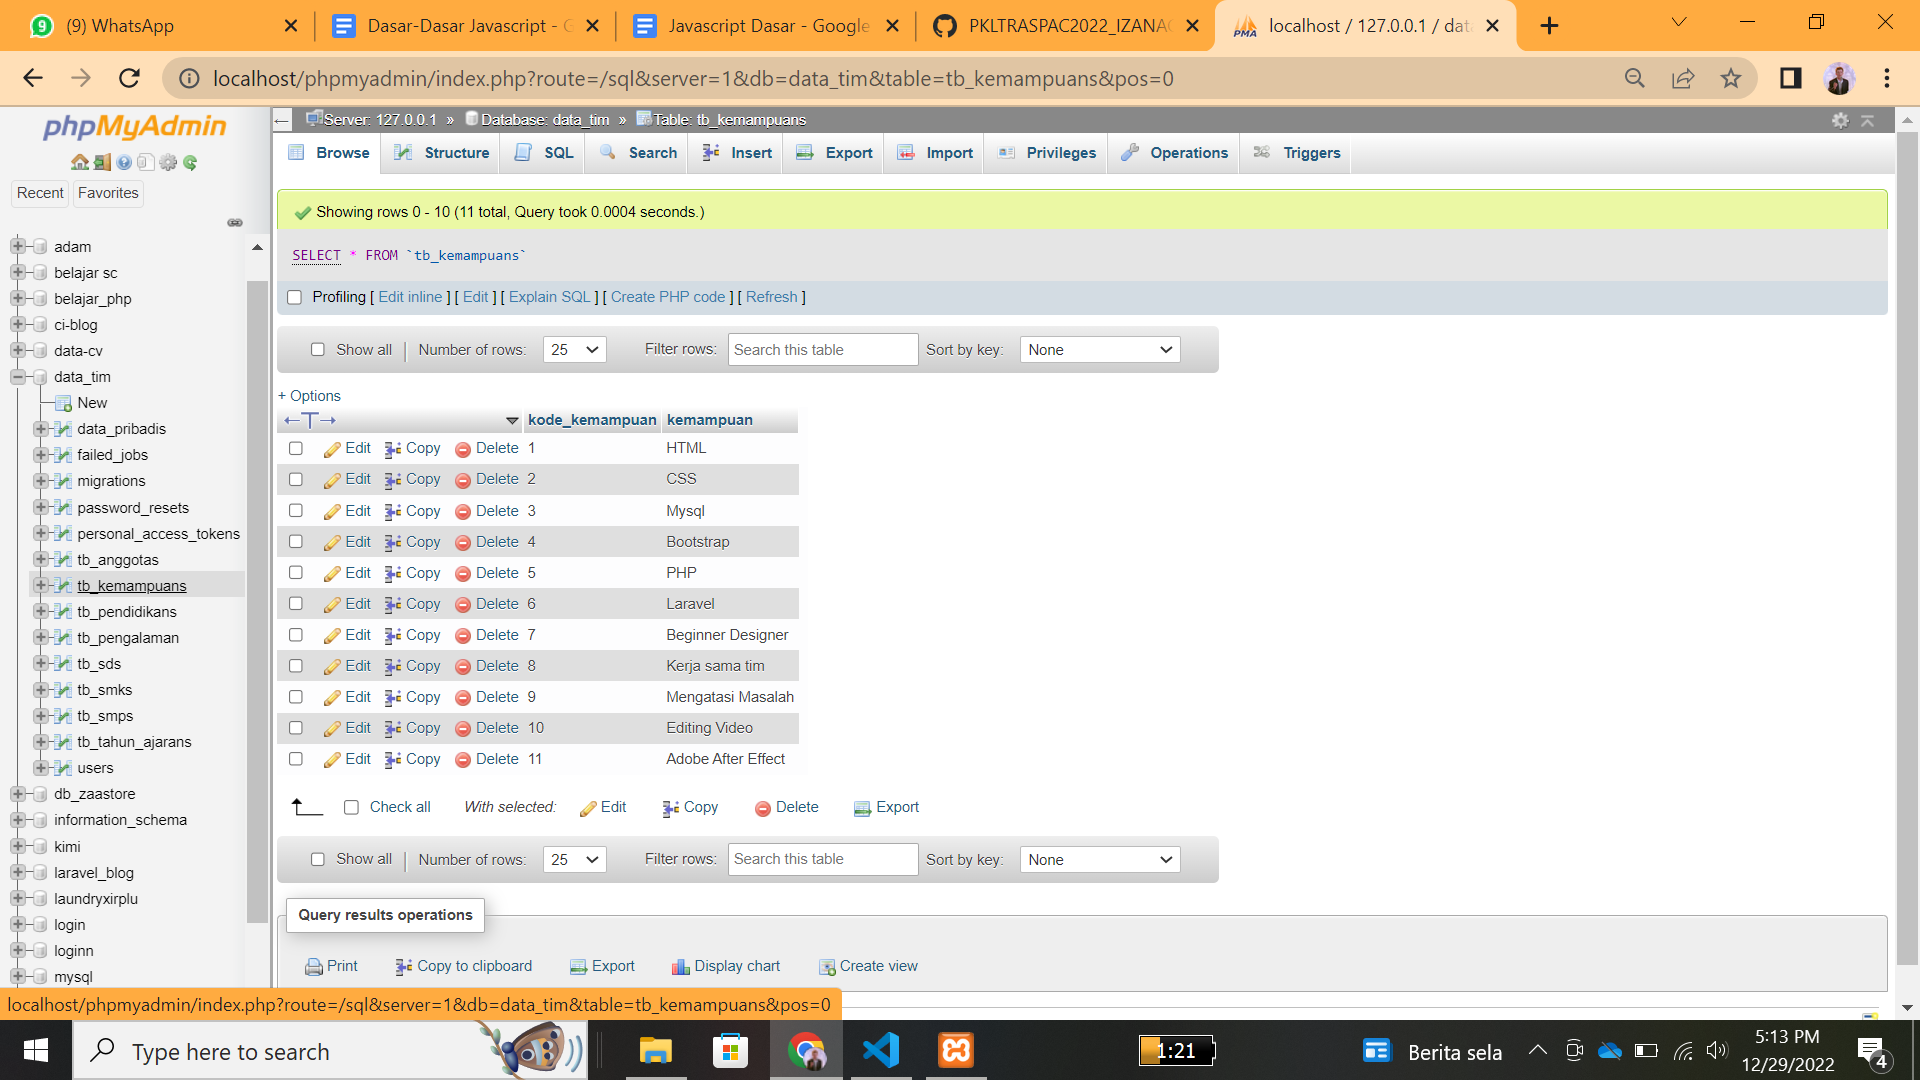 (9) WhatsApp
Dasar-Dasar Javascript - G
Javascript Dasar - Google
PKLTRASPAC2022_IZANA
PMA
localhost / 127.0.0.1 / data
localhost/phpmyadmin/index.php?route=/sql&server=1&db=data_tim&table=tb_kemampuans&pos=0
phpMyAdmin
Recent
Favorites
adam
belajar sc
belajar_php
ci-blog
data-cv
data_tim
New
data_pribadis
failed_jobs
migrations
password_resets
personal_access_tokens
tb_anggotas
tb_kemampuans
tb_pendidikans
tb_pengalaman
tb_sds
tb_smks
tb_smps
tb_tahun_ajarans
users
db_zaastore
information_schema
kimi
laravel_blog
laundryxirplu
login
loginn
mysql
Server: 127.0.0.1 » Database: data_tim » Table: tb_kemampuans
Browse Structure SQL Search Insert Export Import Privileges Operations Triggers
Showing rows 0 - 10 (11 total, Query took 0.0004 seconds.)
SELECT * FROM `tb_kemampuans`
Profiling [ Edit inline ] [ Edit ] [ Explain SQL ] [ Create PHP code ] [ Refresh ]
Show all | Number of rows: 25 Filter rows: Search this table Sort by key: None
+ Options
←T→ kode_kemampuan kemampuan
Edit Copy Delete 1 HTML
Edit Copy Delete 2 CSS
Edit Copy Delete 3 Mysql
Edit Copy Delete 4 Bootstrap
Edit Copy Delete 5 PHP
Edit Copy Delete 6 Laravel
Edit Copy Delete 7 Beginner Designer
Edit Copy Delete 8 Kerja sama tim
Edit Copy Delete 9 Mengatasi Masalah
Edit Copy Delete 10 Editing Video
Edit Copy Delete 11 Adobe After Effect
Check all With selected: Edit Copy Delete Export
Show all | Number of rows: 25 Filter rows: Search this table Sort by key: None
Query results operations
Print Copy to clipboard Export Display chart Create view
localhost/phpmyadmin/index.php?route=/sql&server=1&db=data_tim&table=tb_kemampuans&pos=0
Type here to search
1:21
Berita sela
5:13 PM
12/29/2022
4